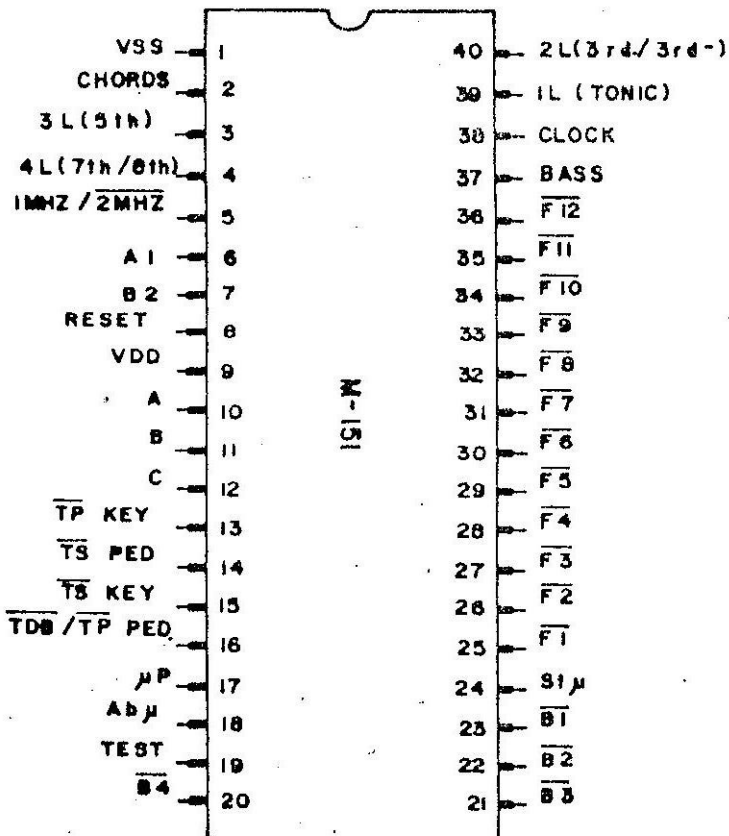 VSS 1
CHORDS 2
3L(5th) 3
4L(7th/8th) 4
1MHZ / 2MHZ 5
A1 6
B2 7
RESET 8
VDD 9
A 10
B 11
C 12
TP KEY 13
TS PED 14
TS KEY 15
TDB/TP PED 16
μP 17
Abμ 18
TEST 19
B4 20
M-151
40 2L(3rd/3rd-)
39 1L (TONIC)
38 CLOCK
37 BASS
36 F12
35 F11
34 F10
33 F9
32 F8
31 F7
30 F6
29 F5
28 F4
27 F3
26 F2
25 F1
24 Stμ
23 B1
22 B2
21 B3